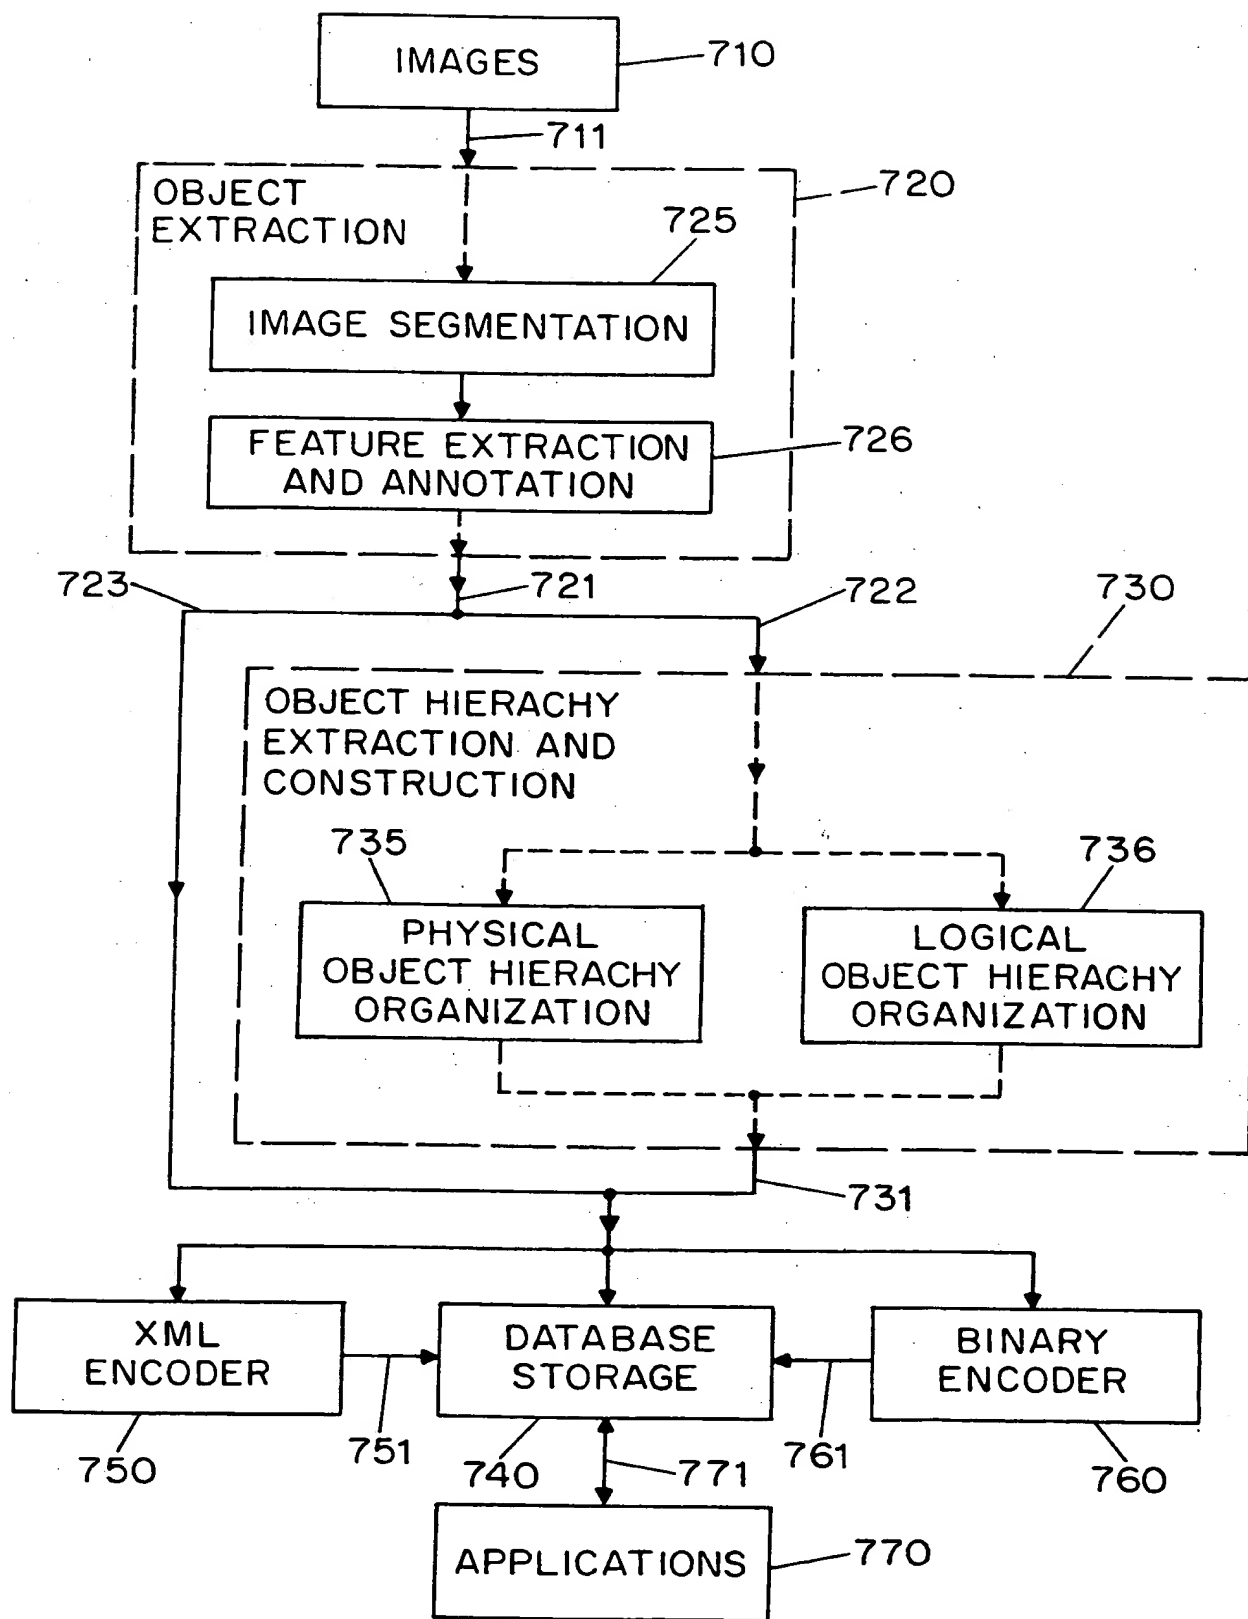 IMAGES
710
711
OBJECT
EXTRACTION
720
725
IMAGE SEGMENTATION
FEATURE EXTRACTION
AND ANNOTATION
726
723
721
722
730
OBJECT HIERACHY
EXTRACTION AND
CONSTRUCTION
735
736
PHYSICAL
OBJECT HIERACHY
ORGANIZATION
LOGICAL
OBJECT HIERACHY
ORGANIZATION
731
XML
ENCODER
DATABASE
STORAGE
BINARY
ENCODER
750
751
740
771
761
760
APPLICATIONS
770